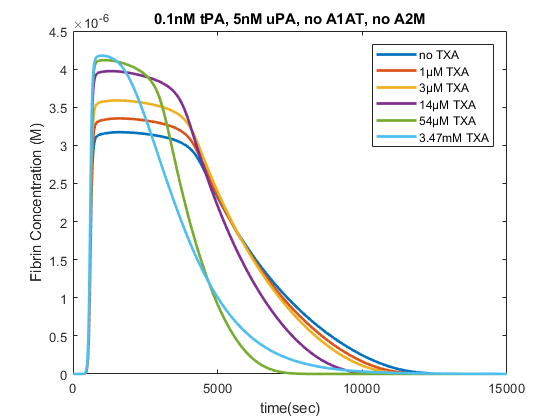 0.1nM tPA, 5nM uPA, no A1AT, no A2M
×10⁻⁶
4.5
4
3.5
3
2.5
2
1.5
1
0.5
0
Fibrin Concentration (M)
no TXA
1µM TXA
3µM TXA
14µM TXA
54µM TXA
3.47mM TXA
0 5000 10000 15000
time(sec)